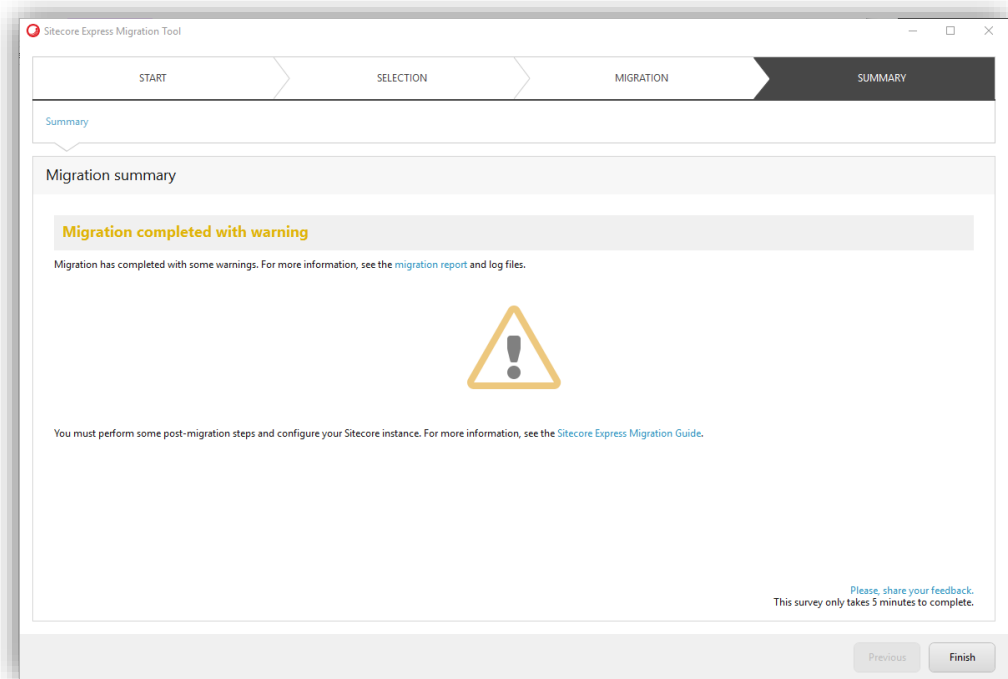 Sitecore Express Migration Tool
START
SELECTION
MIGRATION
SUMMARY
Summary
Migration summary
Migration completed with warning
Migration has completed with some warnings. For more information, see the migration report and log files.
You must perform some post-migration steps and configure your Sitecore instance. For more information, see the Sitecore Express Migration Guide.
Please, share your feedback.
This survey only takes 5 minutes to complete.
Previous
Finish